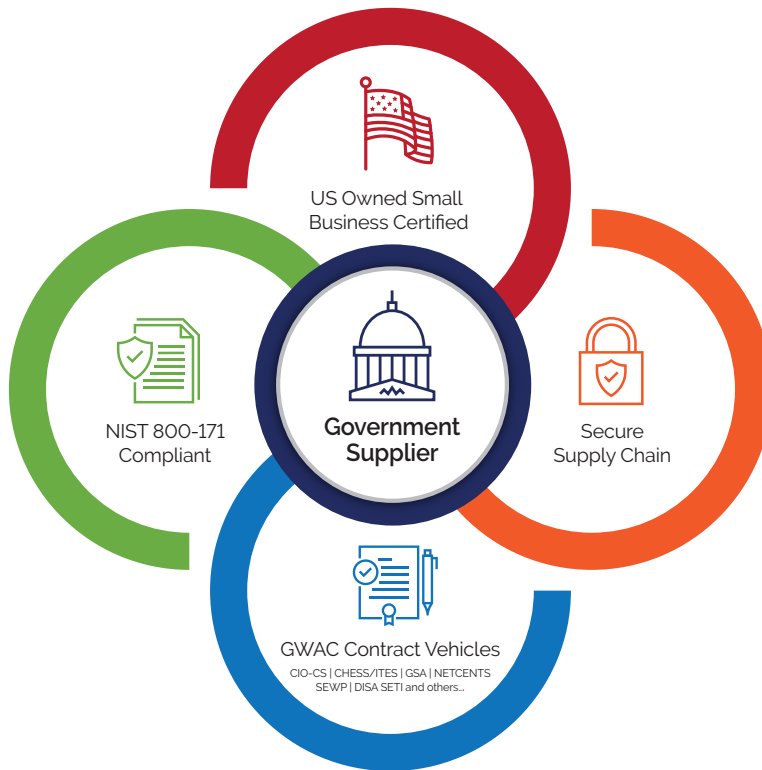 US Owned Small
Business Certified
NIST 800-171
Compliant
Government
Supplier
Secure
Supply Chain
GWAC Contract Vehicles
CIO-CS | CHESS/ITES | GSA | NETCENTS
SEWP | DISA SETI and others...